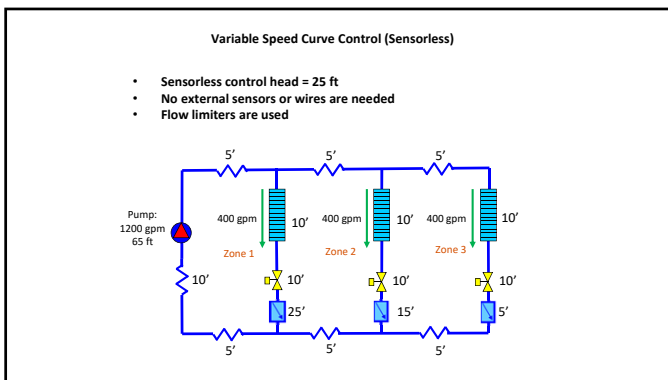 Variable Speed Curve Control (Sensorless)
• Sensorless control head = 25 ft
• No external sensors or wires are needed
• Flow limiters are used
5’ 5’ 5’
Pump:
1200 gpm
65 ft
400 gpm 10’ 400 gpm 10’ 400 gpm 10’
Zone 1 Zone 2 Zone 3
10’ 10’ 10’ 10’
25’ 15’ 5’
5’ 5’ 5’